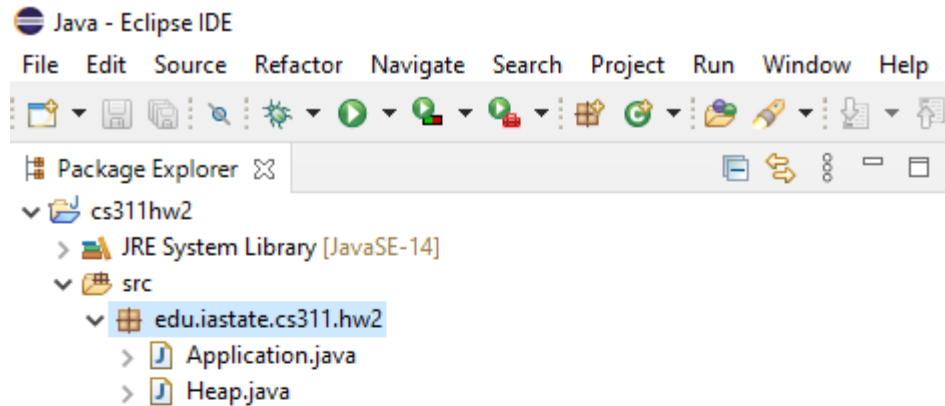 Java - Eclipse IDE
File Edit Source Refactor Navigate Search Project Run Window Help
Package Explorer
cs311hw2
JRE System Library [JavaSE-14]
src
edu.iastate.cs311.hw2
Application.java
Heap.java